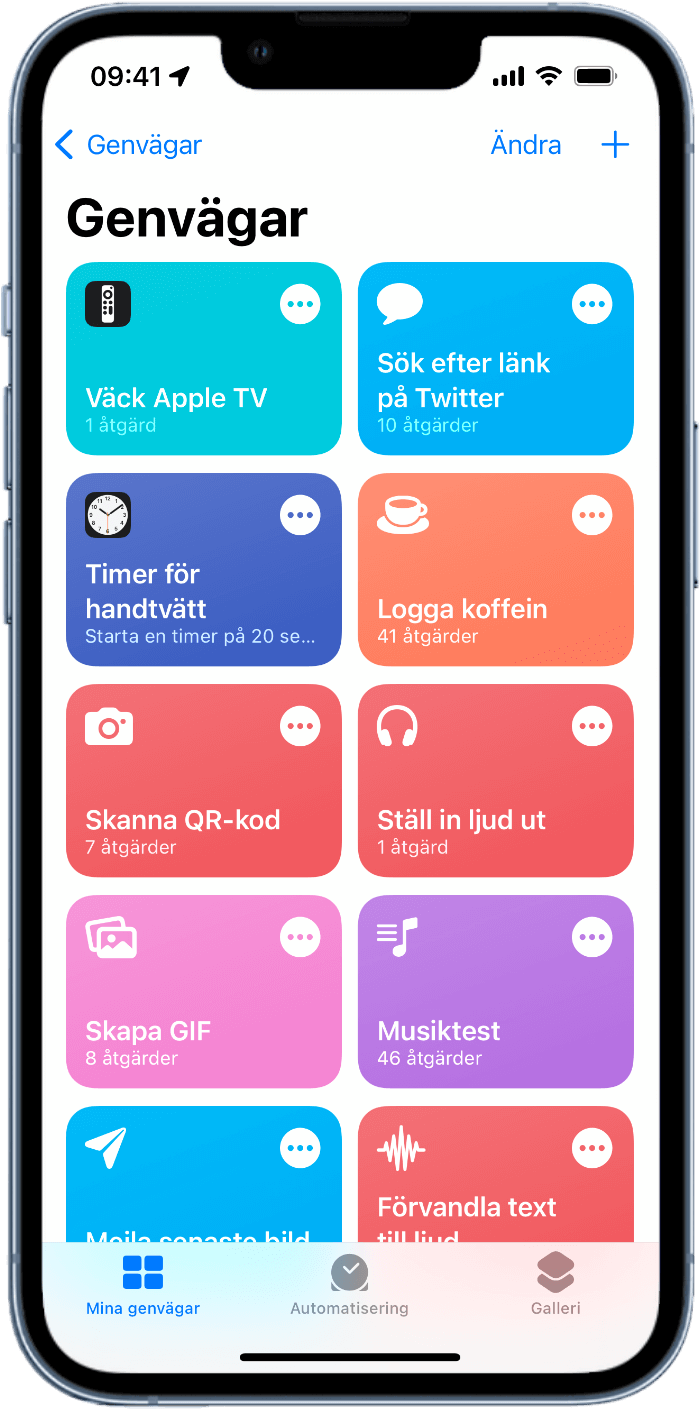 09:41
Genvägar
Ändra
Genvägar
Väck Apple TV
1 åtgärd
Sök efter länk
på Twitter
10 åtgärder
Timer för
handtvätt
Starta en timer på 20 se...
Logga koffein
41 åtgärder
Skanna QR-kod
7 åtgärder
Ställ in ljud ut
1 åtgärd
Skapa GIF
8 åtgärder
Musiktest
46 åtgärder
Mejla senaste bild
Förvandla text
till ljud
Mina genvägar
Automatisering
Galleri